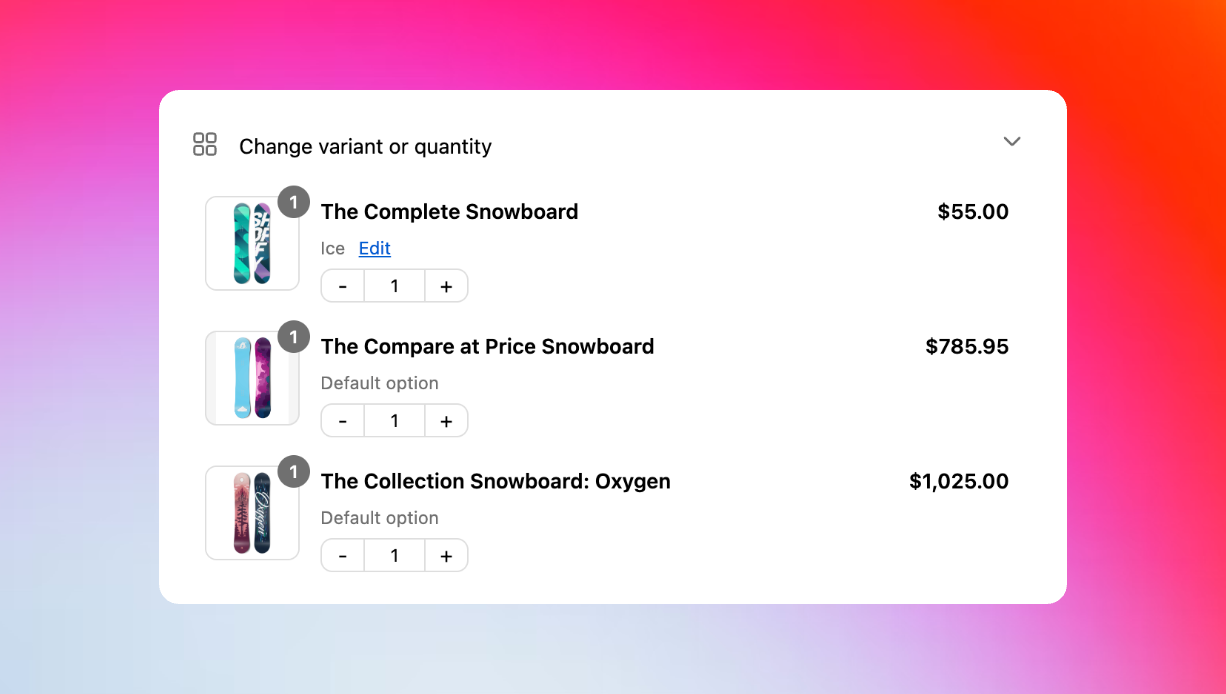 Change variant or quantity
1
The Complete Snowboard $55.00
Ice Edit
- 1 +
1
The Compare at Price Snowboard $785.95
Default option
- 1 +
1
The Collection Snowboard: Oxygen $1,025.00
Oxygen
Default option
- 1 +